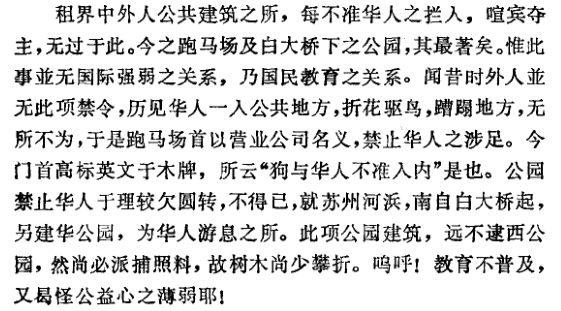 租界中外人公共建筑之所，每不准华人之拦入，喧宾夺
主，无过于此。今之跑马场及白大桥下之公园，其最著矣。惟此
事並无国际强弱之关系，乃国民教育之关系。闻昔时外人並
无此项禁令，历见华人一入公共地方，折花驱鸟，蹧蹋地方，无
所不为，于是跑马场首以营业公司名义，禁止华人之涉足。今
门首高标英文于木牌，所云“狗与华人不准入内”是也。公园
禁止华人于理较欠圆转，不得已，就苏州河浜，南自白大桥起，
另建华公园，为华人游息之所。此项公园建筑，远不逮西公
园，然尚必派捕照料，故树木尚少攀折。呜呼！教育不普及，
又曷怪公益心之薄弱耶！